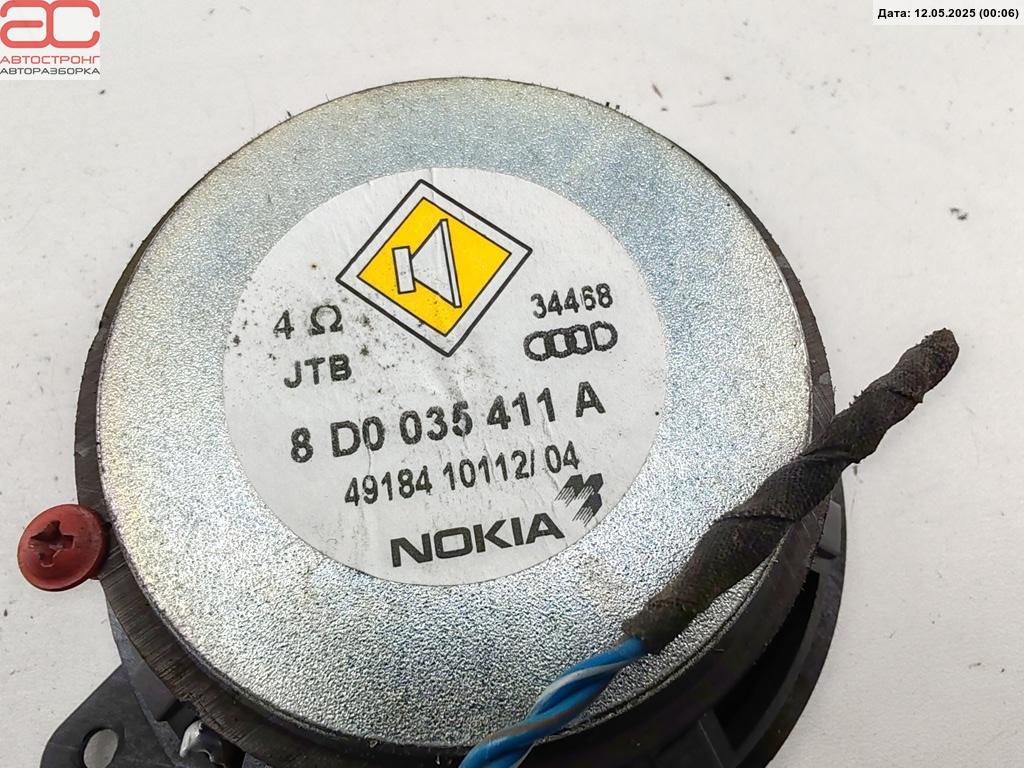 АС
АВТОСТРОНГ
АВТОРАЗБОРКА
Дата: 12.05.2025 (00:06)
4 Ω
34468
JTB
8 D0 035 411 A
49184 10112/ 04
NOKIA